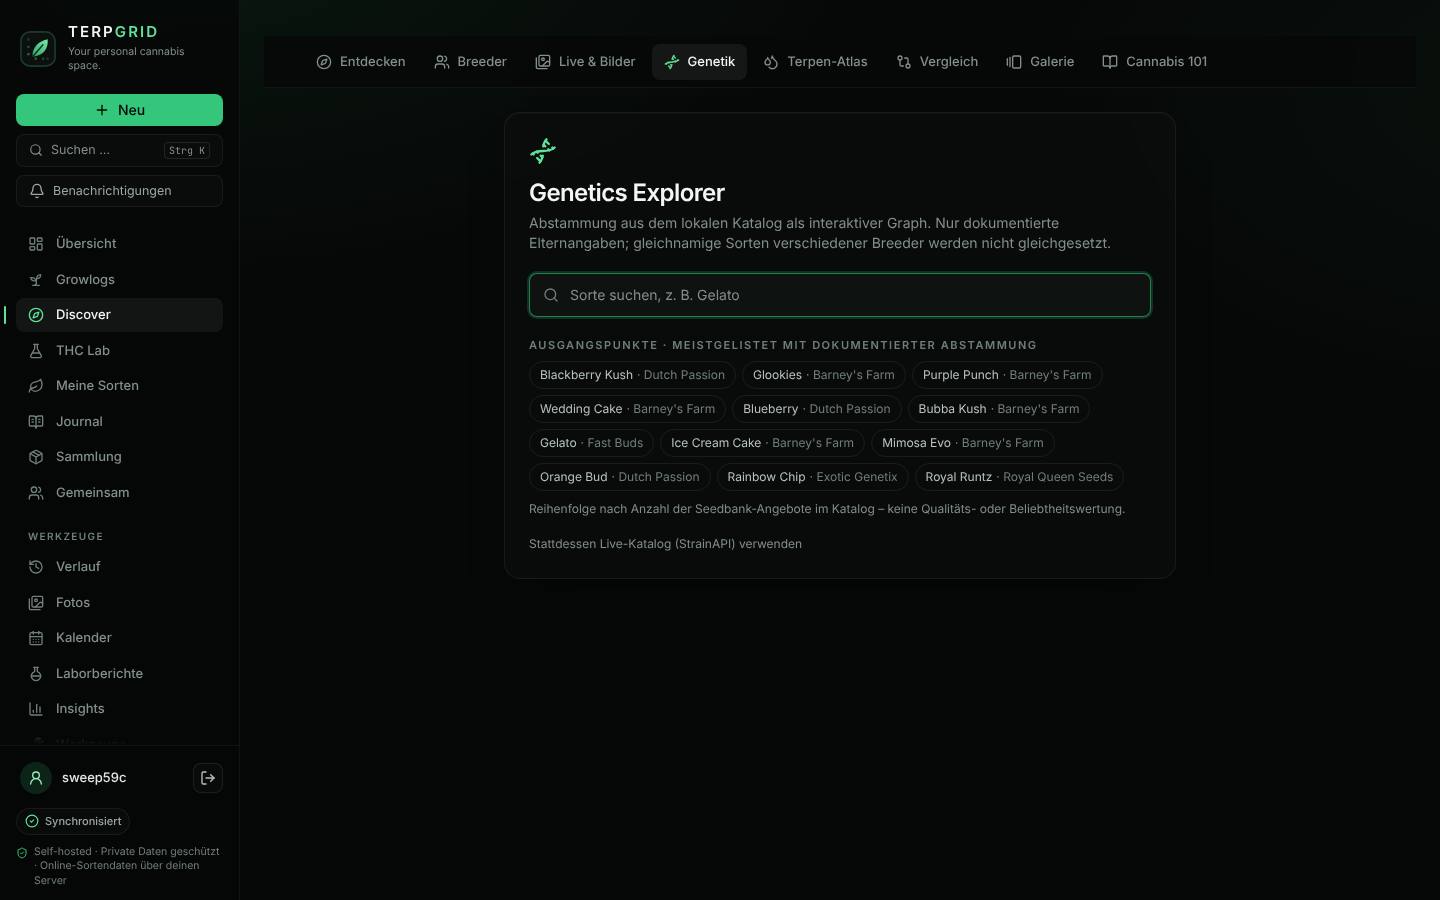 TERPGRID
Your personal cannabis
space.
Neu
Suchen ...
Strg K
Benachrichtigungen
Übersicht
Growlogs
Discover
THC Lab
Meine Sorten
Journal
Sammlung
Gemeinsam
WERKZEUGE
Verlauf
Fotos
Kalender
Laborberichte
Insights
sweep59c
Synchronisiert
Self-hosted · Private Daten geschützt
· Online-Sortendaten über deinen
Server
Entdecken
Breeder
Live & Bilder
Genetik
Terpen-Atlas
Vergleich
Galerie
Cannabis 101
Genetics Explorer
Abstammung aus dem lokalen Katalog als interaktiver Graph. Nur dokumentierte
Elternangaben; gleichnamige Sorten verschiedener Breeder werden nicht gleichgesetzt.
Sorte suchen, z. B. Gelato
AUSGANGSPUNKTE · MEISTGELISTET MIT DOKUMENTIERTER ABSTAMMUNG
Blackberry Kush · Dutch Passion
Glookies · Barney's Farm
Purple Punch · Barney's Farm
Wedding Cake · Barney's Farm
Blueberry · Dutch Passion
Bubba Kush · Barney's Farm
Gelato · Fast Buds
Ice Cream Cake · Barney's Farm
Mimosa Evo · Barney's Farm
Orange Bud · Dutch Passion
Rainbow Chip · Exotic Genetix
Royal Runtz · Royal Queen Seeds
Reihenfolge nach Anzahl der Seedbank-Angebote im Katalog – keine Qualitäts- oder Beliebtheitswertung.
Stattdessen Live-Katalog (StrainAPI) verwenden